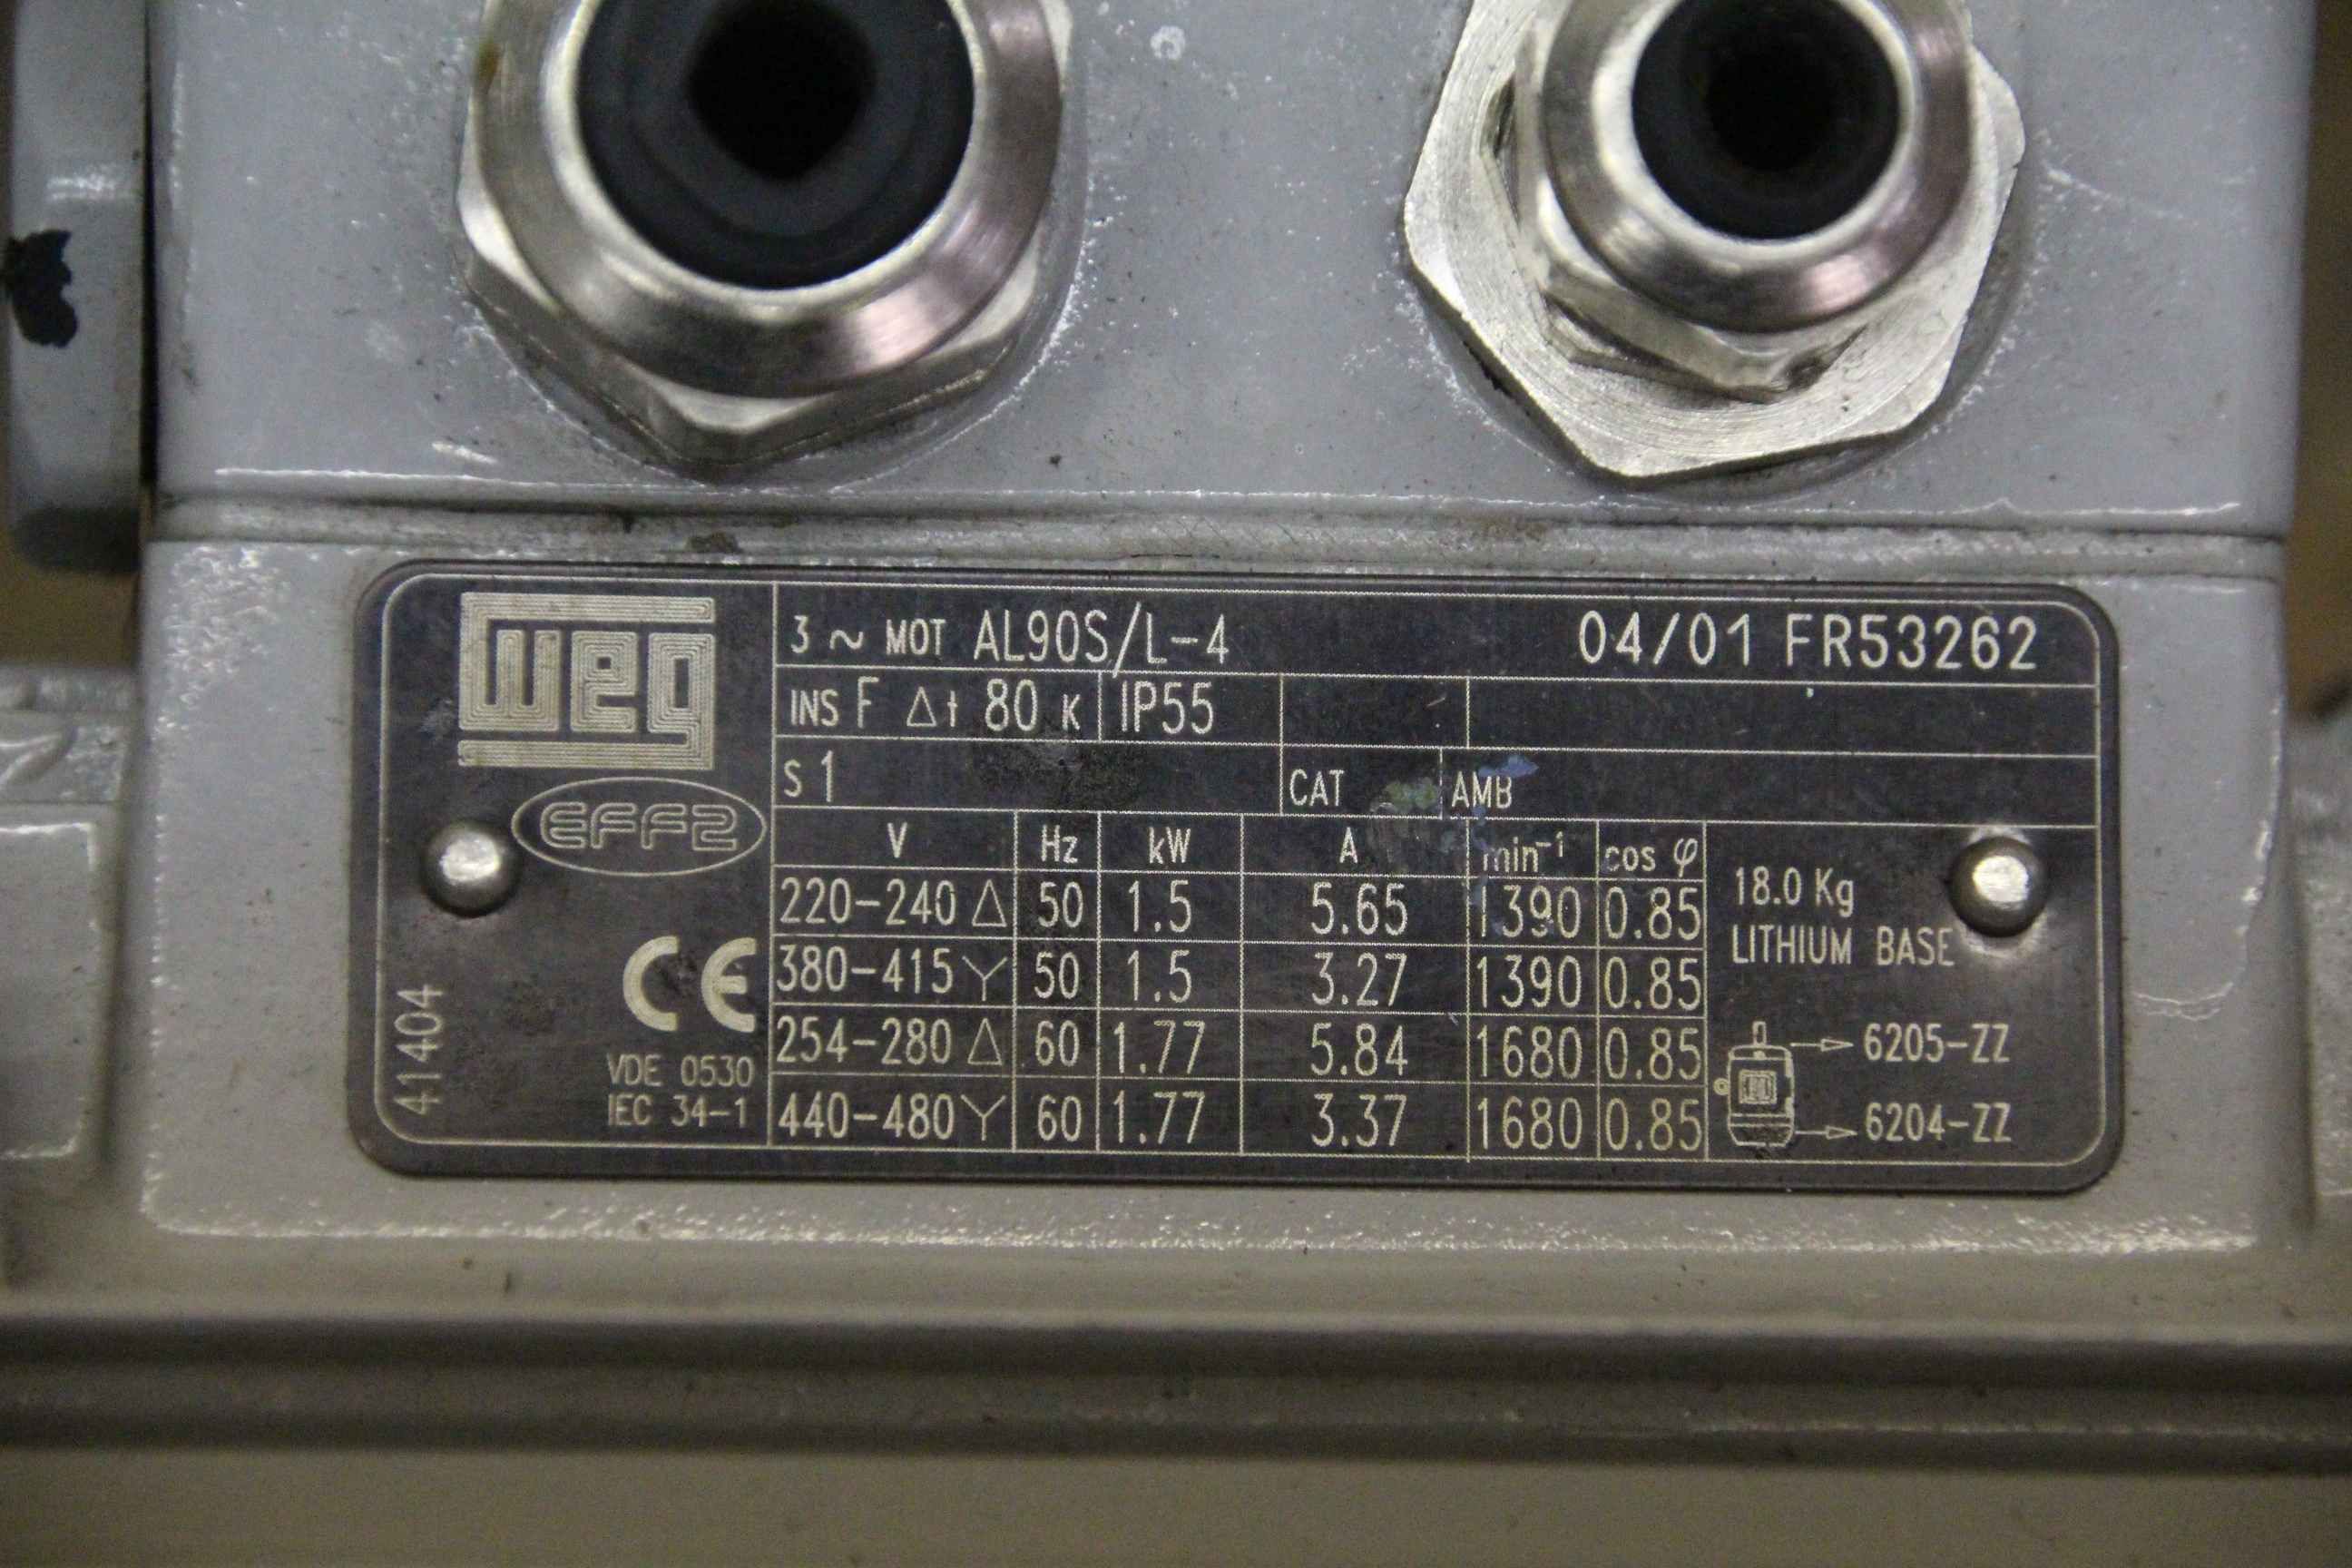 weg
3 ~ MOT AL90S/L-4 04/01 FR53262
INS F Δt 80 K IP55
S 1 CAT AMB
EFF2
V Hz kW A min⁻¹ cos φ
220-240 Δ 50 1.5 5.65 1390 0.85
380-415 Y 50 1.5 3.27 1390 0.85
254-280 Δ 60 1.77 5.84 1680 0.85
440-480 Y 60 1.77 3.37 1680 0.85
18.0 Kg
LITHIUM BASE
6205-ZZ
6204-ZZ
CE
VDE 0530
IEC 34-1
41404